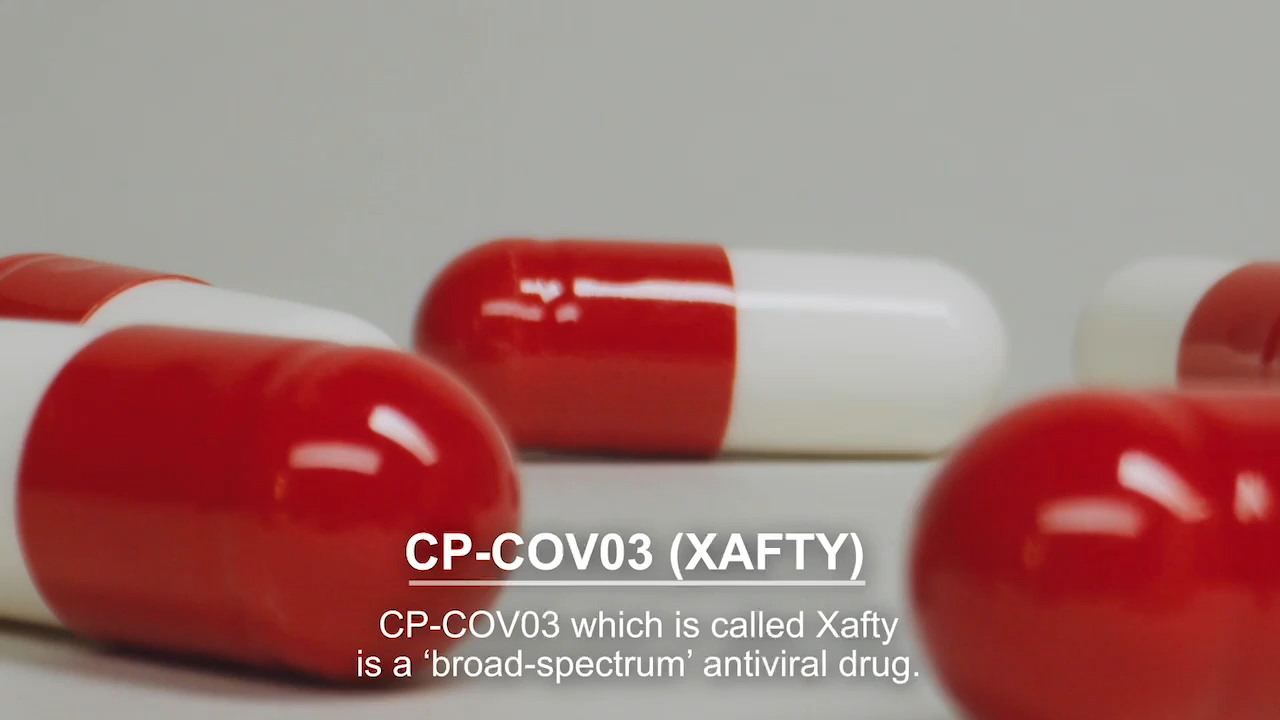 CP-COV03 (XAFTY)
CP-COV03 which is called Xafty
is a ‘broad-spectrum’ antiviral drug.